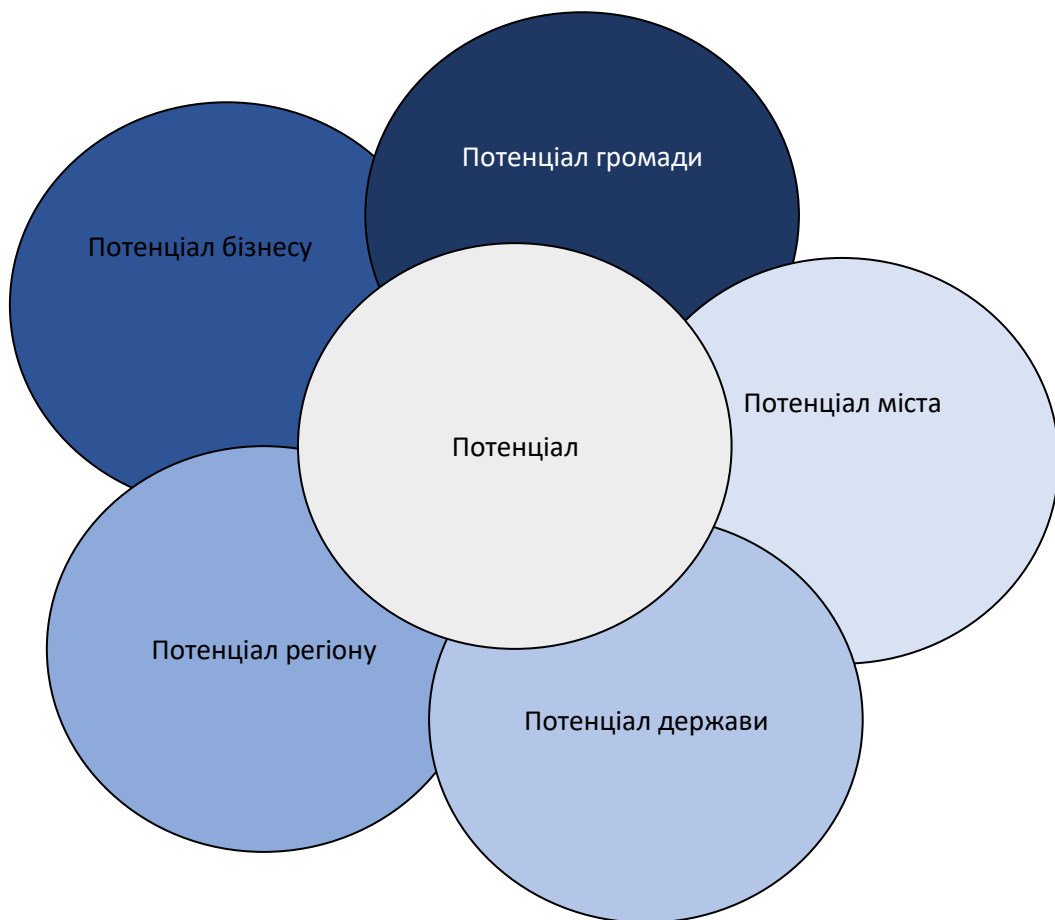 Потенціал громади
Потенціал бізнесу
Потенціал міста
Потенціал
Потенціал регіону
Потенціал держави